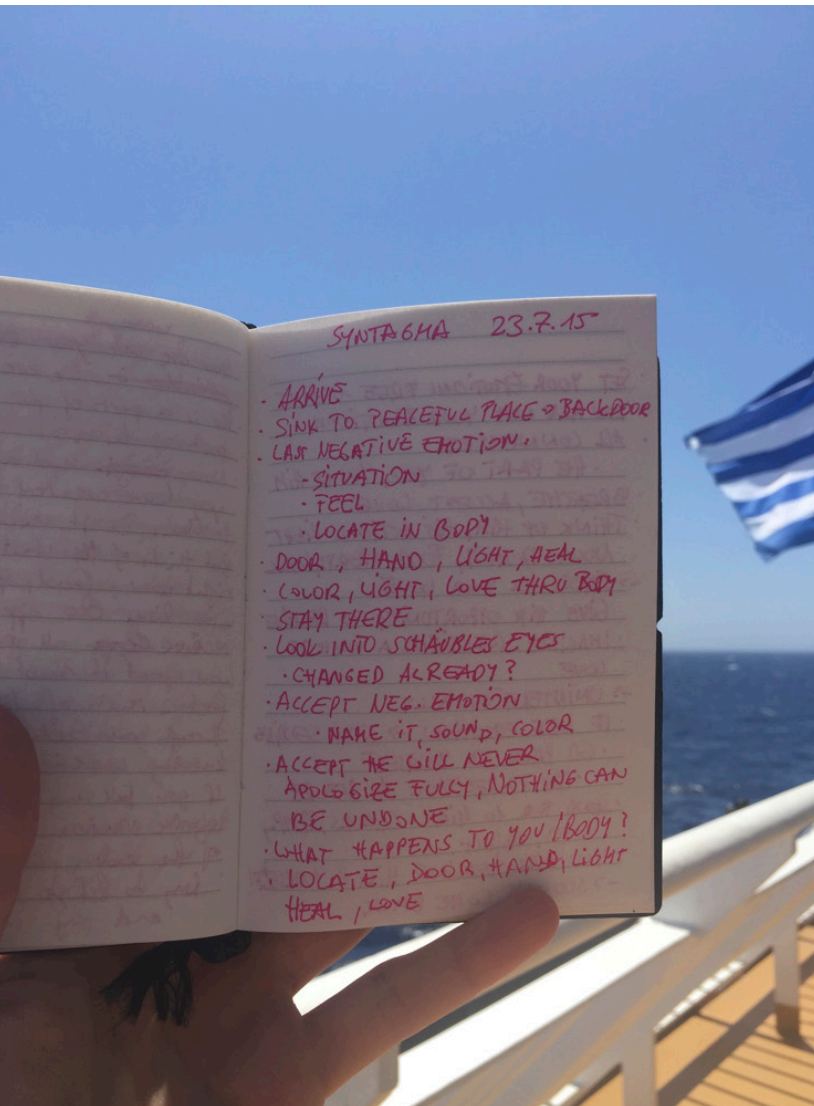 SYNTAGMA 23.7.15
· ARRIVE
· SINK TO PEACEFUL PLACE → BACKDOOR
· LAST NEGATIVE EMOTION.
- SITUATION
· FEEL
· LOCATE IN BODY
· DOOR, HAND, LIGHT, HEAL
· COLOR, LIGHT, LOVE THRU BODY
· STAY THERE
· LOOK INTO SCHÄUBLES EYES
· CHANGED ALREADY?
· ACCEPT NEG. EMOTION
· NAME IT, SOUND, COLOR
· ACCEPT HE WILL NEVER
APOLOGIZE FULLY, NOTHING CAN
BE UNDONE
· WHAT HAPPENS TO YOU / BODY?
· LOCATE, DOOR, HAND, LIGHT
HEAL, LOVE